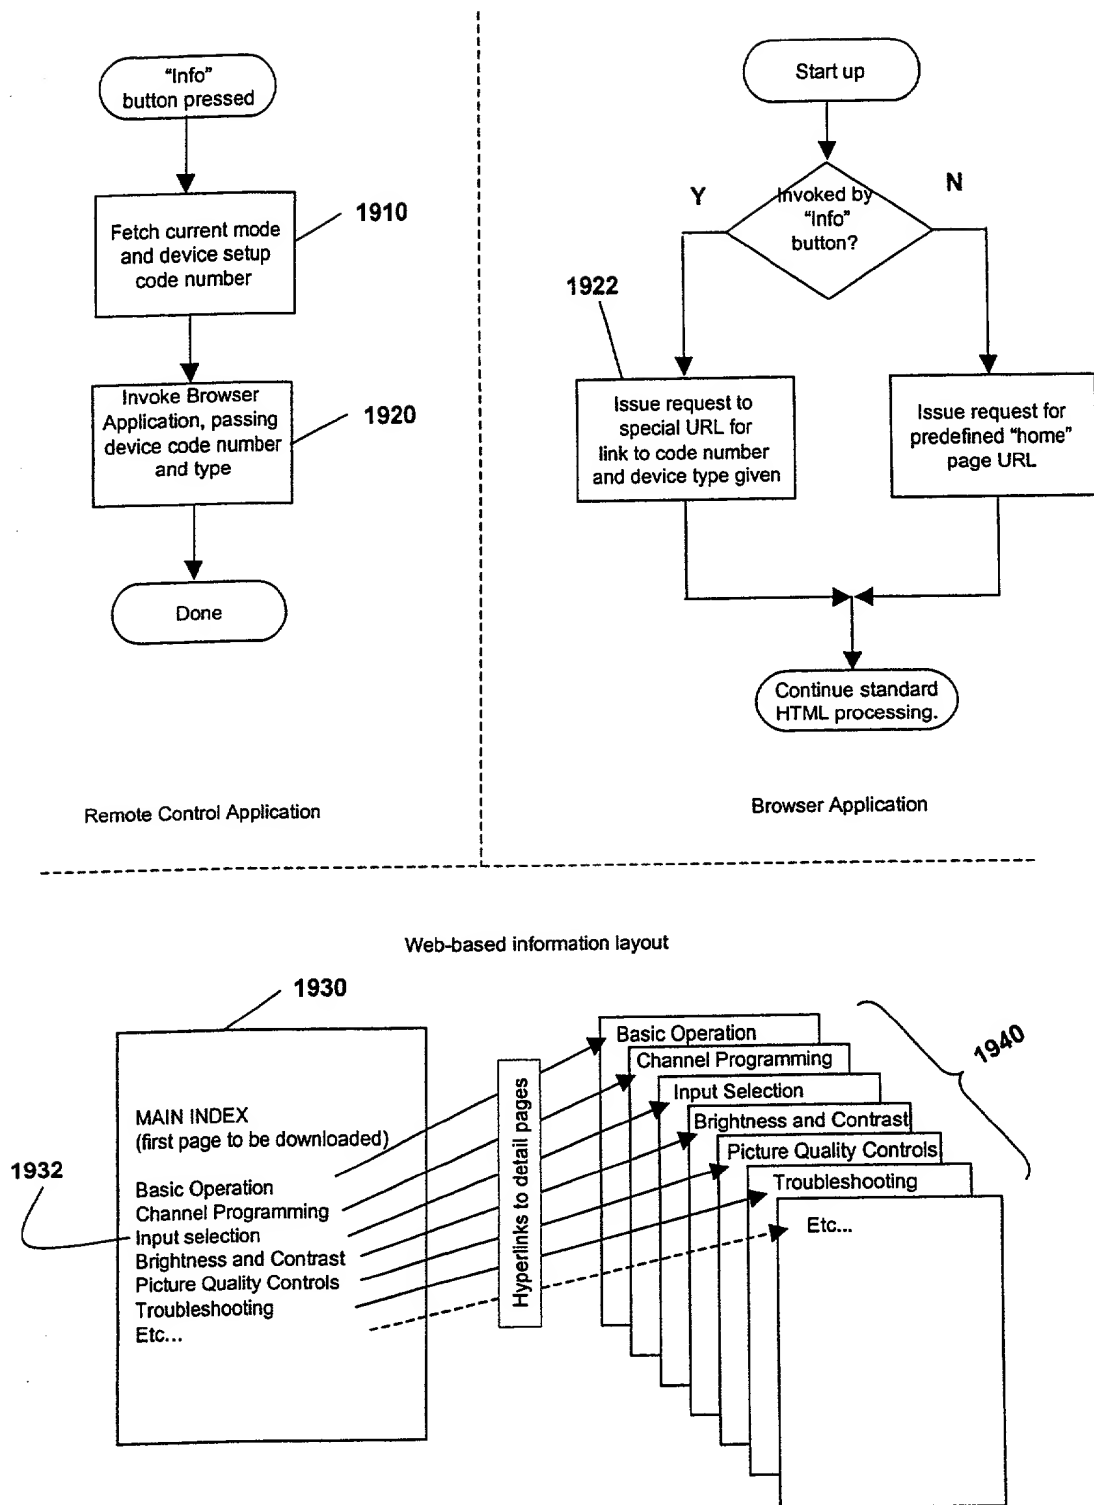 “Info”
button pressed
1910
Fetch current mode
and device setup
code number
Invoke Browser
Application, passing
device code number
and type
1920
Done
Remote Control Application
Start up
Y
N
Invoked by
“Info”
button?
1922
Issue request to
special URL for
link to code number
and device type given
Issue request for
predefined “home”
page URL
Continue standard
HTML processing.
Browser Application
Web-based information layout
1930
MAIN INDEX
(first page to be downloaded)
1932
Basic Operation
Channel Programming
Input selection
Brightness and Contrast
Picture Quality Controls
Troubleshooting
Etc...
Hyperlinks to detail pages
1940
Basic Operation
Channel Programming
Input Selection
Brightness and Contrast
Picture Quality Controls
Troubleshooting
Etc...